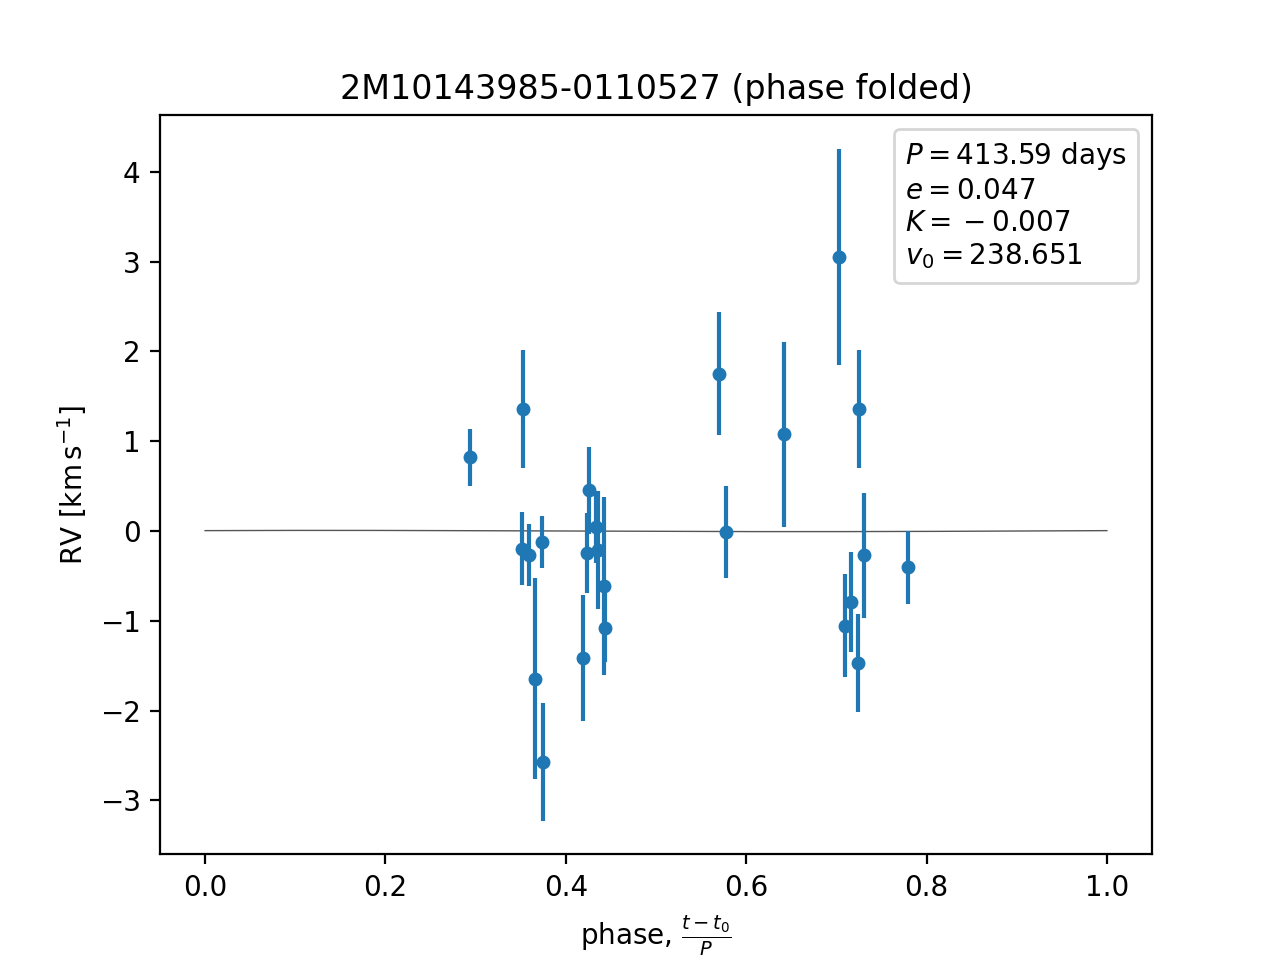 2M10143985-0110527 (phase folded)
P = 413.59 days
e = 0.047
K = −0.007
v₀ = 238.651
RV [km s⁻¹]
4
3
2
1
0
−1
−2
−3
0.0 0.2 0.4 0.6 0.8 1.0
phase, (t − t₀)/P